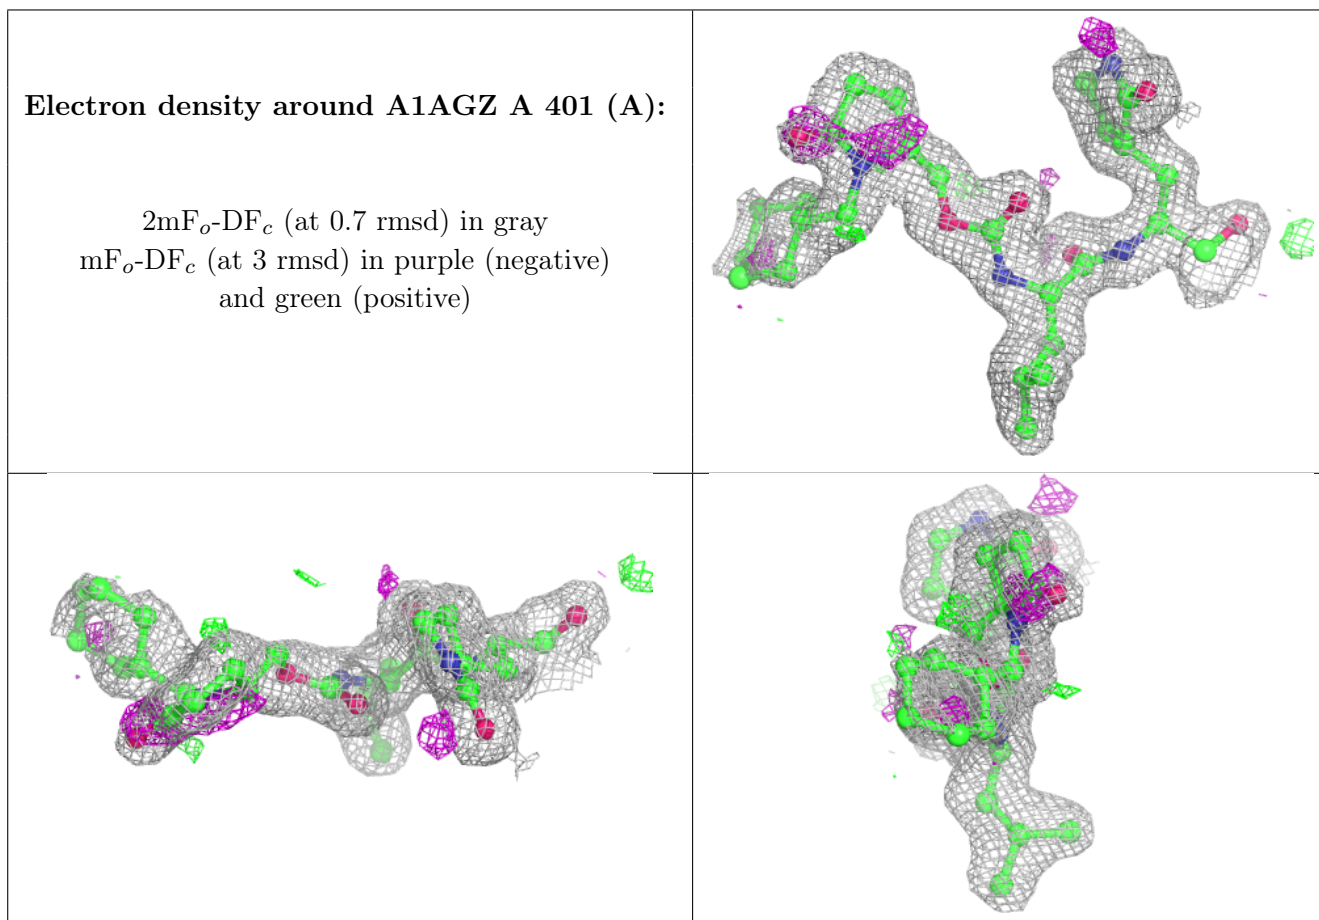 Electron density around A1AGZ A 401 (A):
2mFo-DFc (at 0.7 rmsd) in gray
mFo-DFc (at 3 rmsd) in purple (negative)
and green (positive)